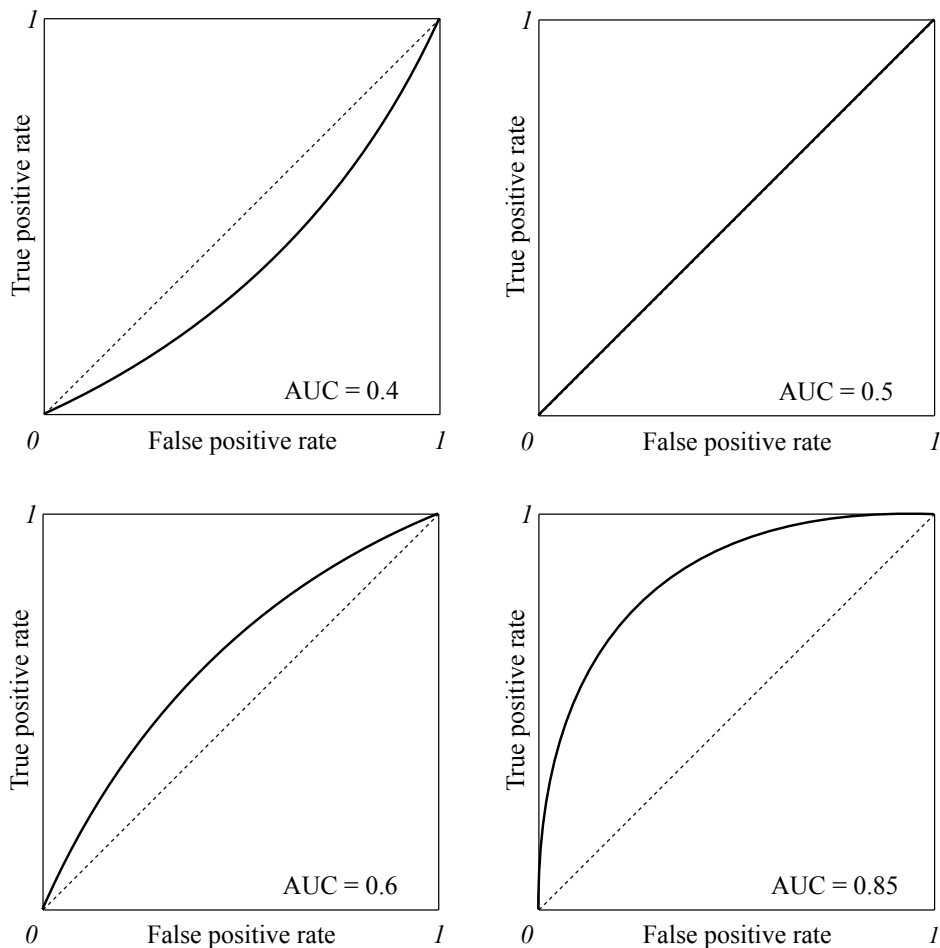 1
True positive rate
AUC = 0.4
0 False positive rate 1
1
True positive rate
AUC = 0.5
0 False positive rate 1
1
True positive rate
AUC = 0.6
0 False positive rate 1
1
True positive rate
AUC = 0.85
0 False positive rate 1